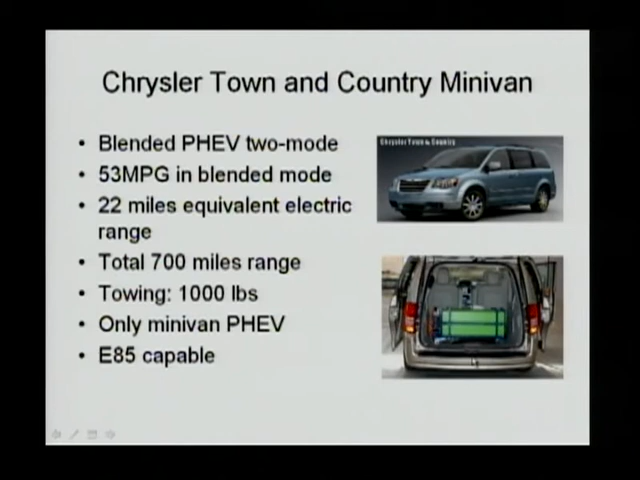 Chrysler Town and Country Minivan
• Blended PHEV two-mode
• 53MPG in blended mode
• 22 miles equivalent electric
range
• Total 700 miles range
• Towing: 1000 lbs
• Only minivan PHEV
• E85 capable
Chrysler Town & Country